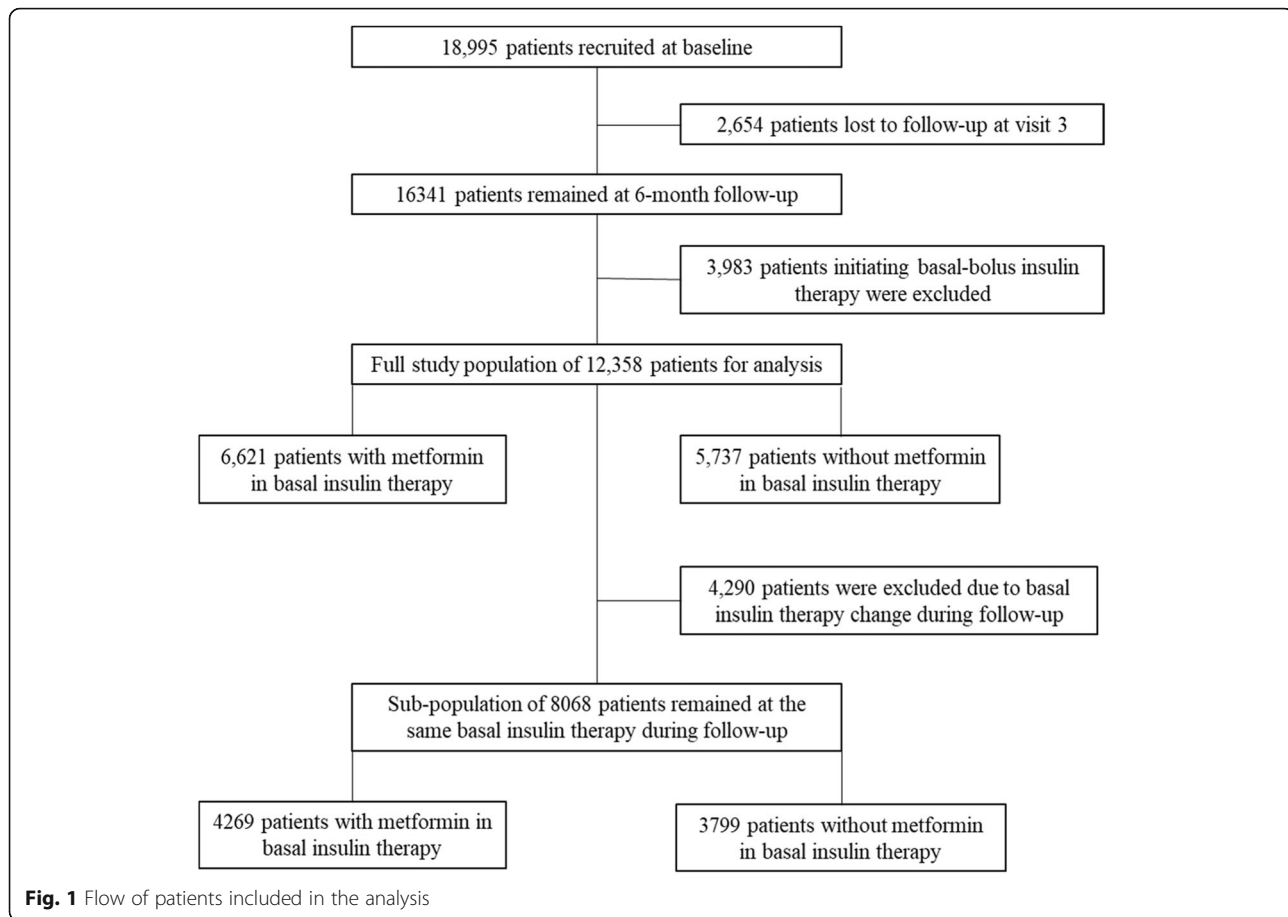 18,995 patients recruited at baseline
2,654 patients lost to follow-up at visit 3
16341 patients remained at 6-month follow-up
3,983 patients initiating basal-bolus insulin
therapy were excluded
Full study population of 12,358 patients for analysis
6,621 patients with metformin
in basal insulin therapy
5,737 patients without metformin
in basal insulin therapy
4,290 patients were excluded due to basal
insulin therapy change during follow-up
Sub-population of 8068 patients remained at the
same basal insulin therapy during follow-up
4269 patients with metformin in
basal insulin therapy
3799 patients without metformin
in basal insulin therapy
Fig. 1 Flow of patients included in the analysis